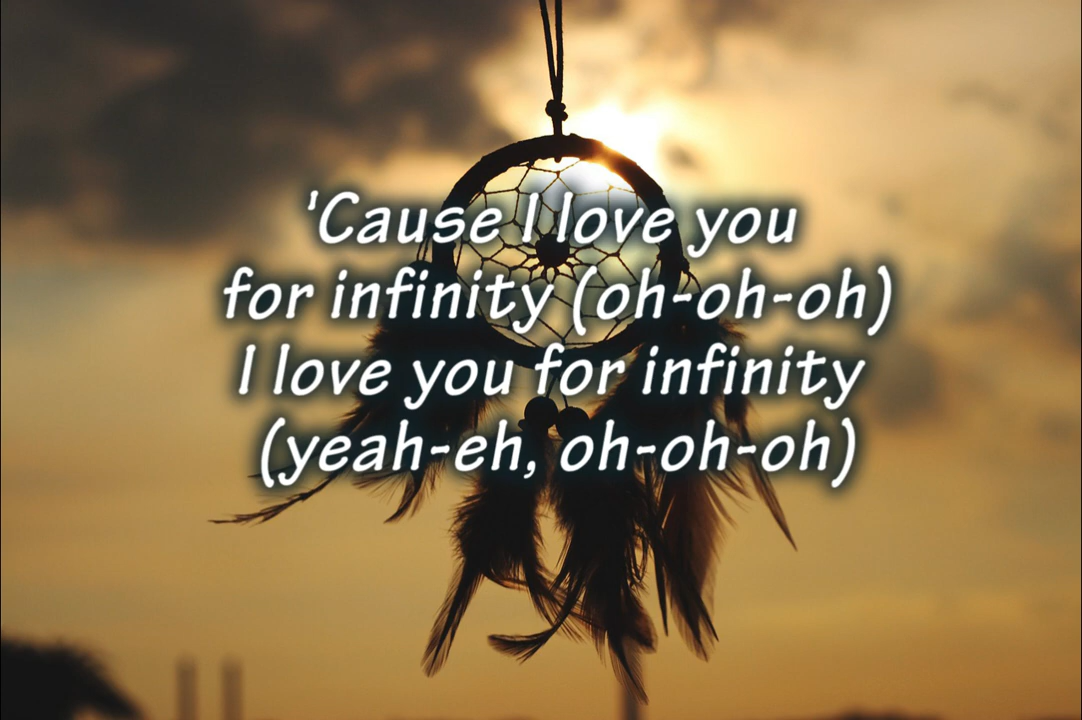 'Cause I love you
for infinity (oh-oh-oh)
I love you for infinity
(yeah-eh, oh-oh-oh)